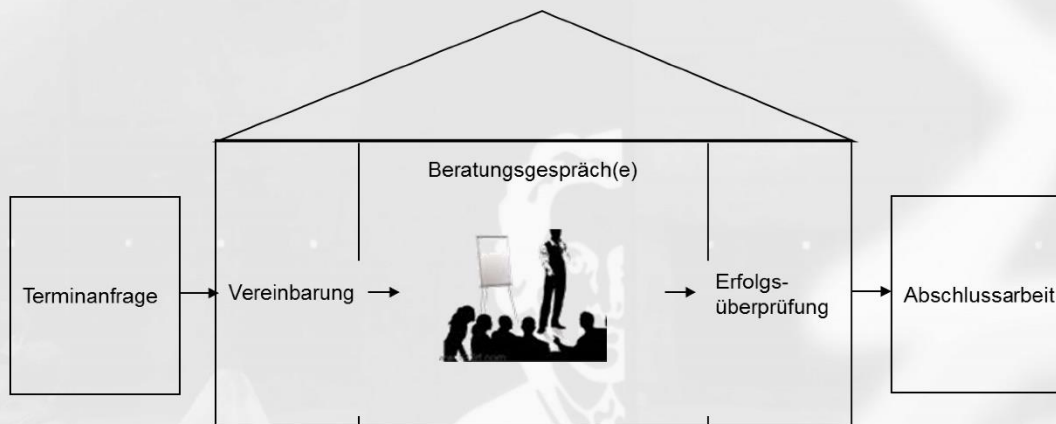 Beratungsgespräch(e)
Terminanfrage
Vereinbarung
Erfolgs-
überprüfung
Abschlussarbeit